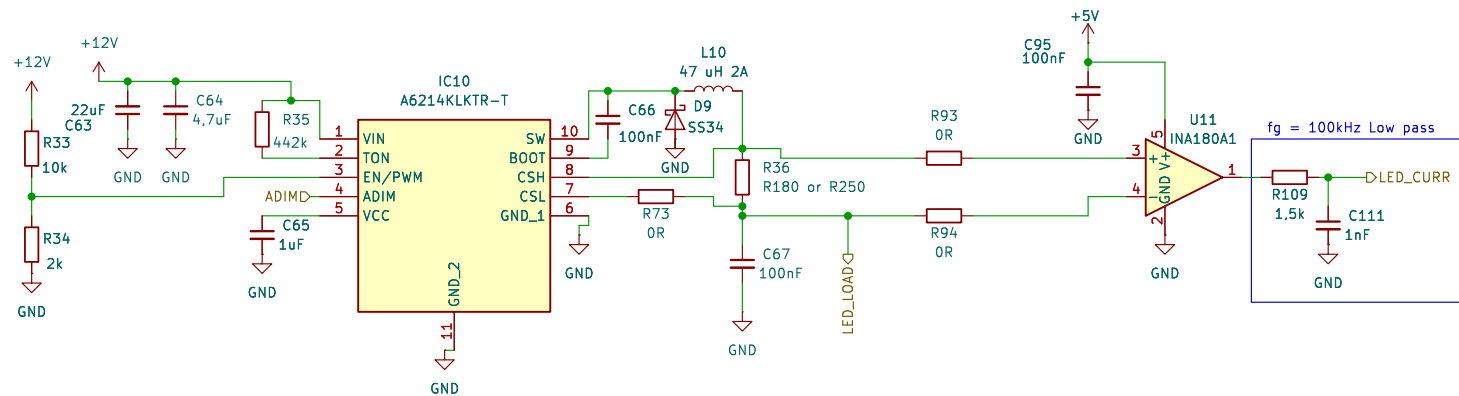 +12V
R33
10k
R34
2k
GND
+12V
22uF
C63
GND
C64
4,7uF
GND
R35
442k
ADIM
C65
1uF
GND
IC10
A6214KLKTR-T
1
VIN
2
TON
3
EN/PWM
4
ADIM
5
VCC
SW
10
BOOT
9
CSH
8
CSL
7
GND_1
6
GND_2
11
GND
C66
100nF
D9
SS34
GND
L10
47 uH 2A
R36
R180 or R250
R73
0R
GND
C67
100nF
GND
LED_LOAD
R93
0R
R94
0R
+5V
C95
100nF
GND
U11
INA180A1
3
+
4
-
5
V+
GND
2
1
GND
fg = 100kHz Low pass
R109
1,5k
LED_CURR
C111
1nF
GND